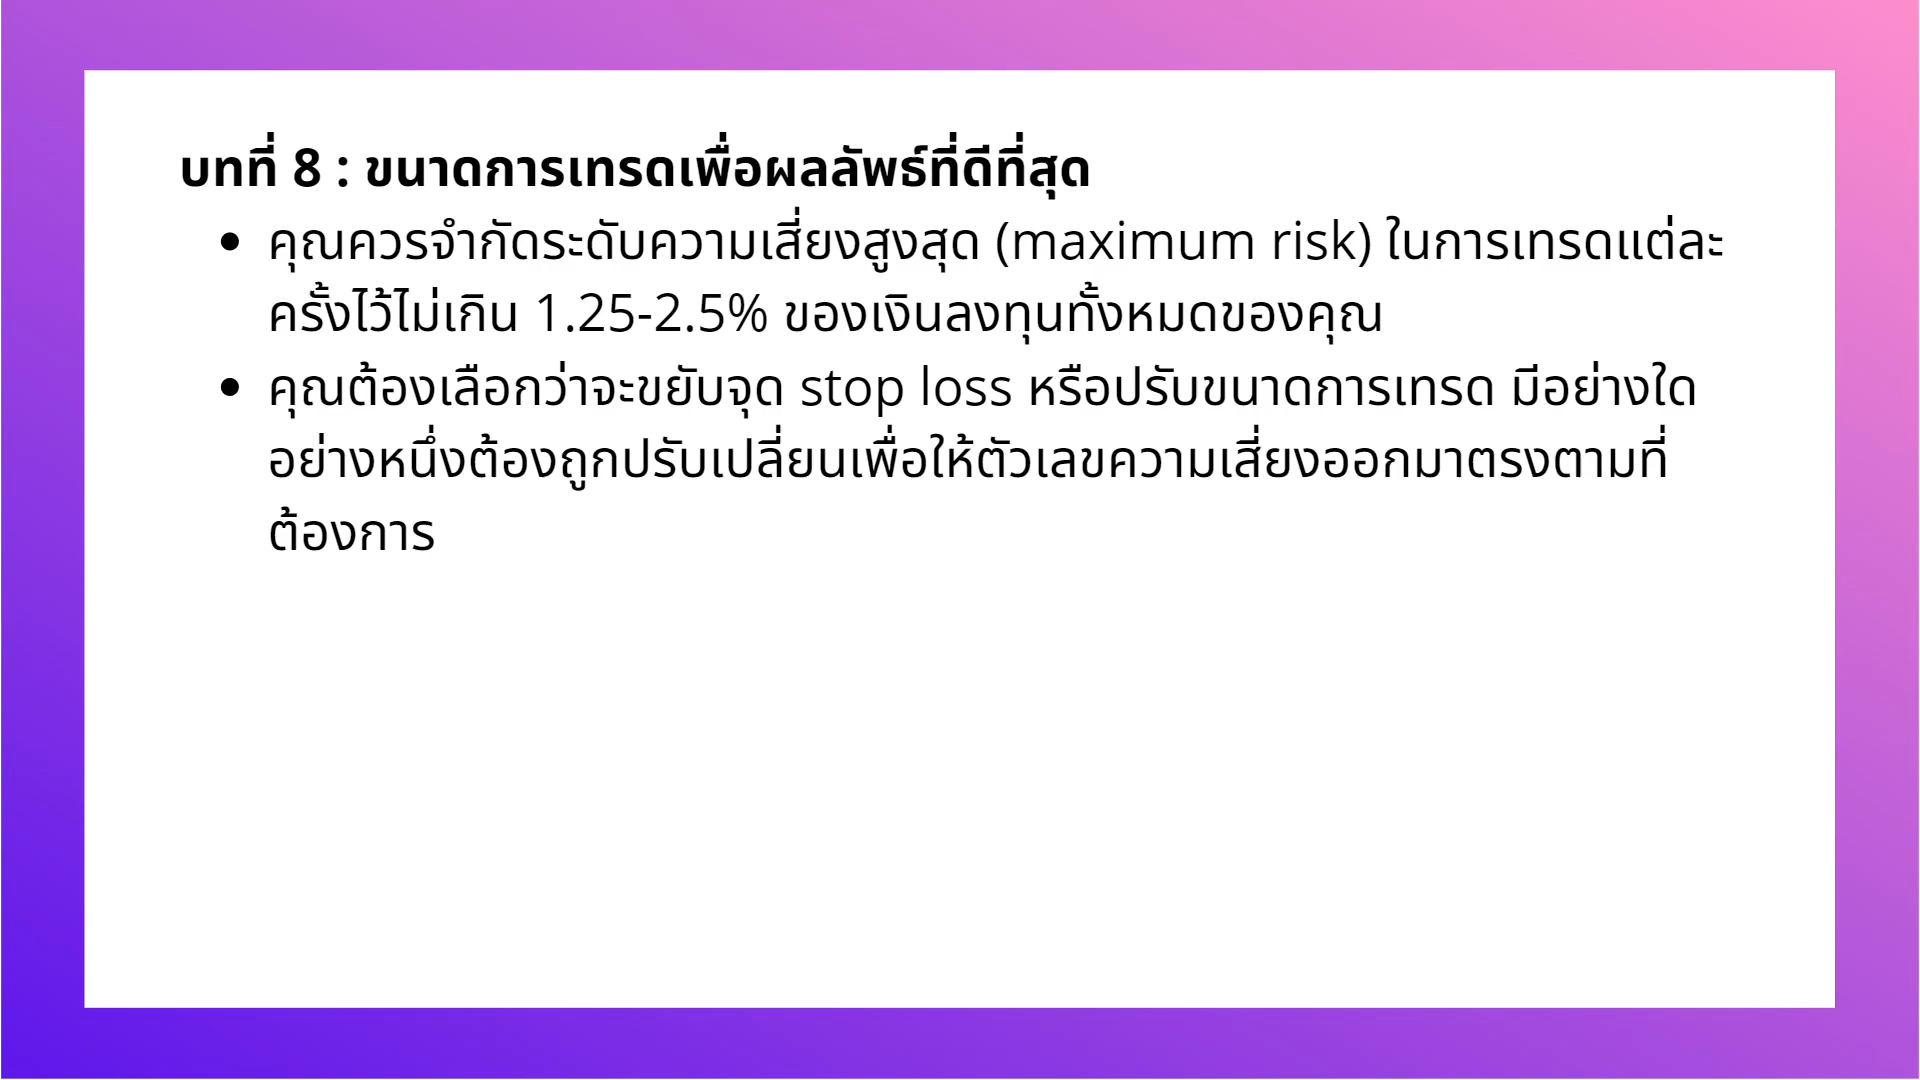 บทที่ 8 : ขนาดการเทรดเพื่อผลลัพธ์ที่ดีที่สุด
• คุณควรจำกัดระดับความเสี่ยงสูงสุด (maximum risk) ในการเทรดแต่ละ
ครั้งไว้ไม่เกิน 1.25-2.5% ของเงินลงทุนทั้งหมดของคุณ
• คุณต้องเลือกว่าจะขยับจุด stop loss หรือปรับขนาดการเทรด มีอย่างใด
อย่างหนึ่งต้องถูกปรับเปลี่ยนเพื่อให้ตัวเลขความเสี่ยงออกมาตรงตามที่
ต้องการ